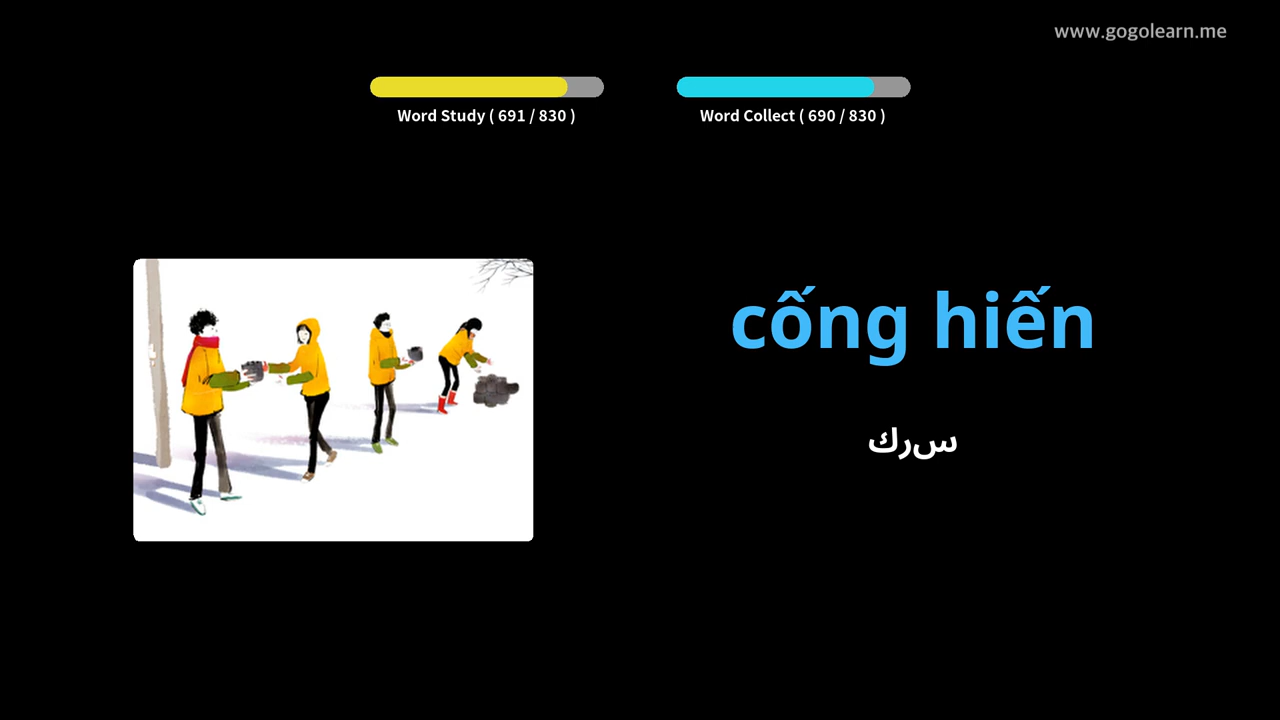 www.gogolearn.me
Word Study ( 691 / 830 )
Word Collect ( 690 / 830 )
cống hiến
سرك